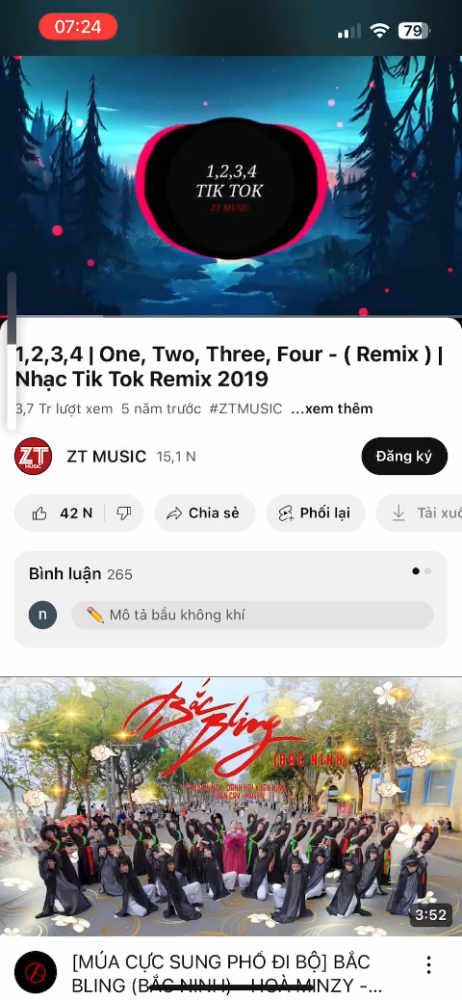 07:24
79
1,2,3,4
TIK TOK
ZT MUSIC
1,2,3,4 | One, Two, Three, Four - ( Remix ) |
Nhạc Tik Tok Remix 2019
3,7 Tr lượt xem 5 năm trước #ZTMUSIC ...xem thêm
ZT MUSIC
ZT MUSIC 15,1 N
Đăng ký
42 N
Chia sẻ
Phối lại
Tải xuố
Bình luận 265
n
✏️ Mô tả bầu không khí
Bắc
Bling
(BẮC NINH)
3:52
[MÚA CỰC SUNG PHỐ ĐI BỘ] BẮC
BLING (BẮC NINH) - HOÀ MINZY -...